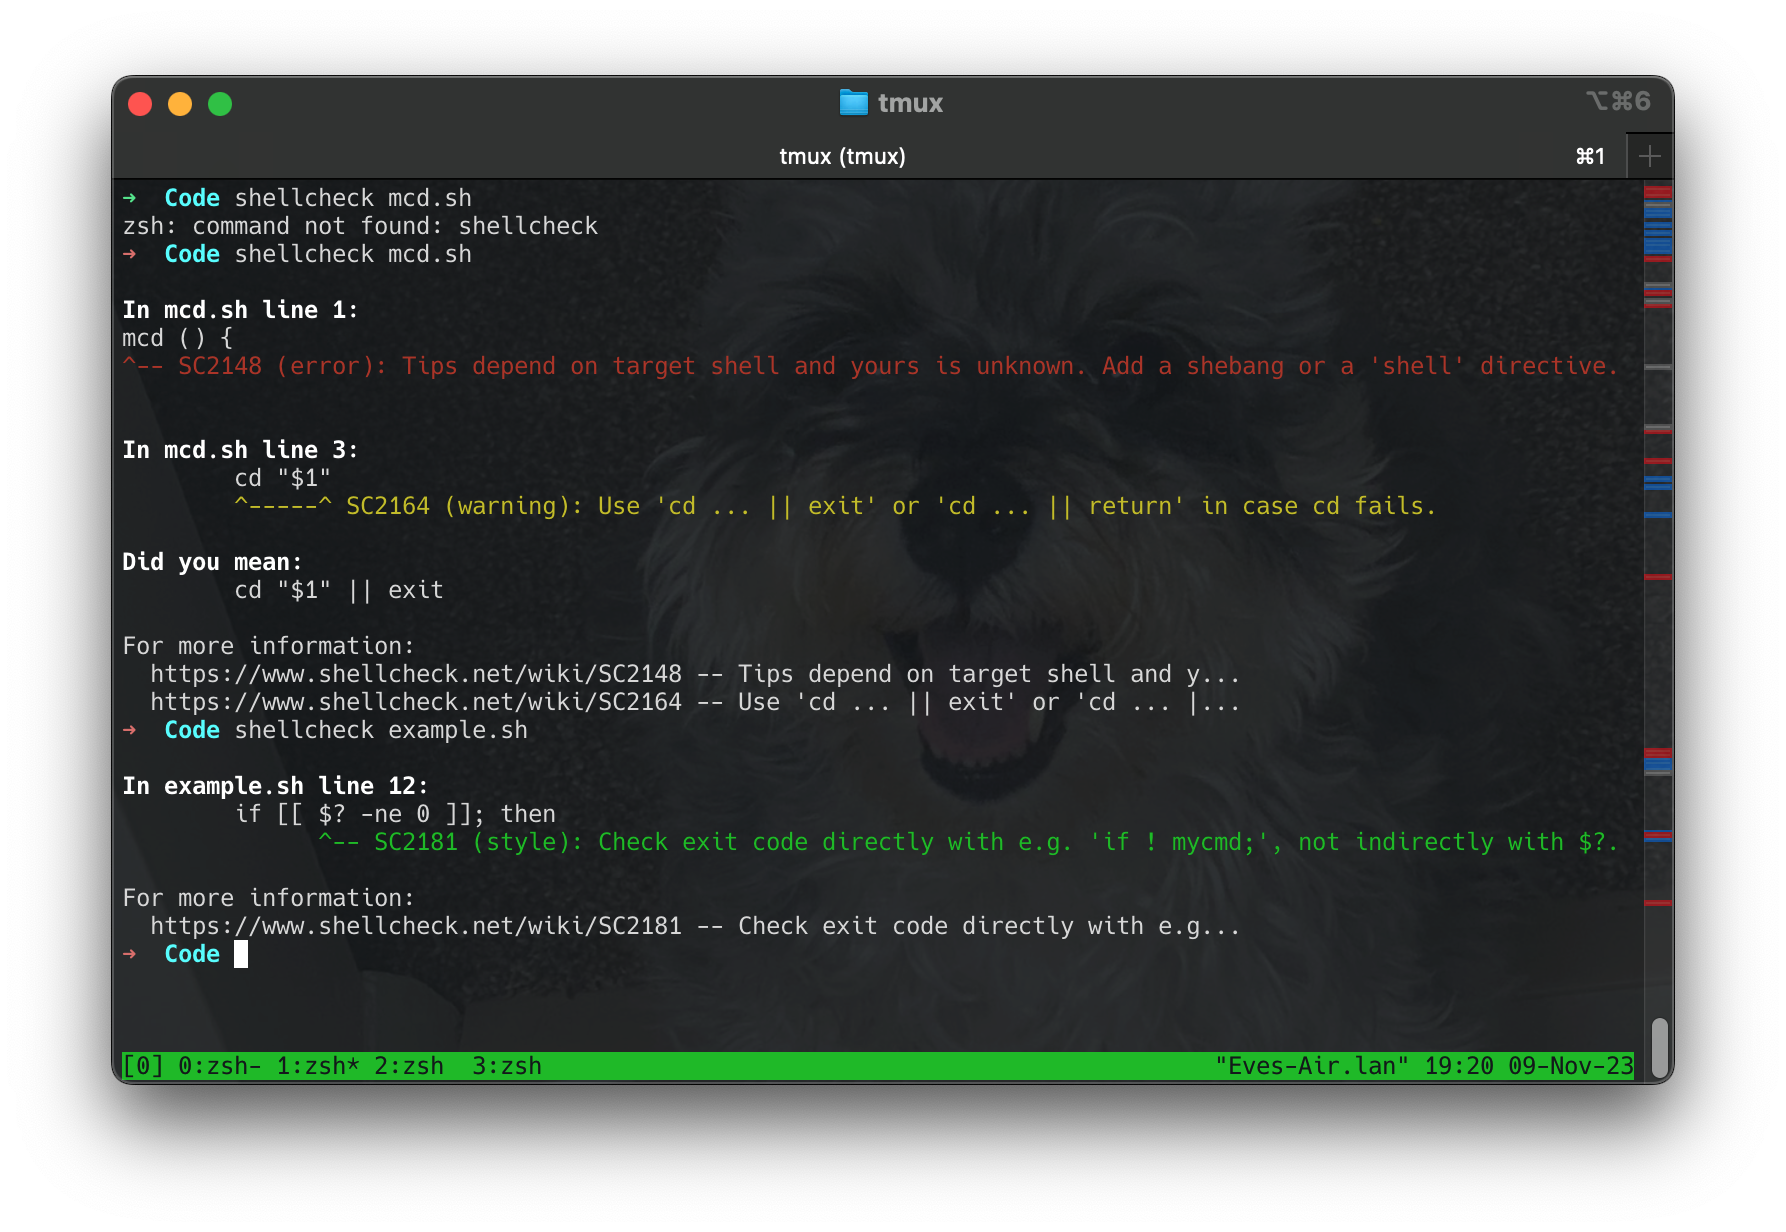 tmux
⌥⌘6
tmux (tmux)
⌘1
→  Code shellcheck mcd.sh
zsh: command not found: shellcheck
→  Code shellcheck mcd.sh
In mcd.sh line 1:
mcd () {
^-- SC2148 (error): Tips depend on target shell and yours is unknown. Add a shebang or a 'shell' directive.
In mcd.sh line 3:
        cd "$1"
        ^-----^ SC2164 (warning): Use 'cd ... || exit' or 'cd ... || return' in case cd fails.
Did you mean:
        cd "$1" || exit
For more information:
  https://www.shellcheck.net/wiki/SC2148 -- Tips depend on target shell and y...
  https://www.shellcheck.net/wiki/SC2164 -- Use 'cd ... || exit' or 'cd ... |...
→  Code shellcheck example.sh
In example.sh line 12:
        if [[ $? -ne 0 ]]; then
              ^-- SC2181 (style): Check exit code directly with e.g. 'if ! mycmd;', not indirectly with $?.
For more information:
  https://www.shellcheck.net/wiki/SC2181 -- Check exit code directly with e.g...
→  Code
[0] 0:zsh- 1:zsh* 2:zsh  3:zsh "Eves-Air.lan" 19:20 09-Nov-23